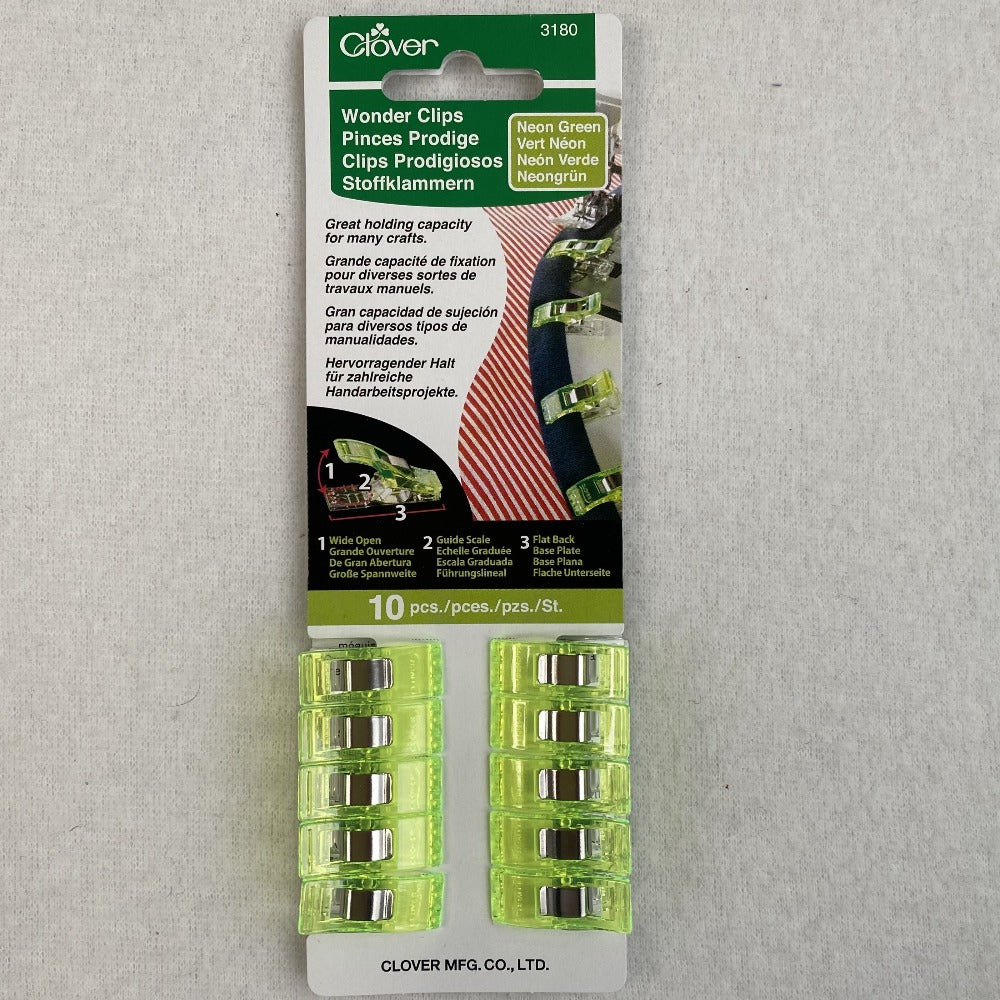 Clover
3180
Wonder Clips
Pinces Prodige
Clips Prodigiosos
Stoffklammern
Neon Green
Vert Néon
Neón Verde
Neongrün
Great holding capacity
for many crafts.
Grande capacité de fixation
pour diverses sortes de
travaux manuels.
Gran capacidad de sujeción
para diversos tipos de
manualidades.
Hervorragender Halt
für zahlreiche
Handarbeitsprojekte.
1
2
3
1 Wide Open
Grande Ouverture
De Gran Abertura
Große Spannweite
2 Guide Scale
Echelle Graduée
Escala Graduada
Führungslineal
3 Flat Back
Base Plate
Base Plana
Flache Unterseite
10 pcs./pces./pzs./St.
CLOVER MFG. CO., LTD.